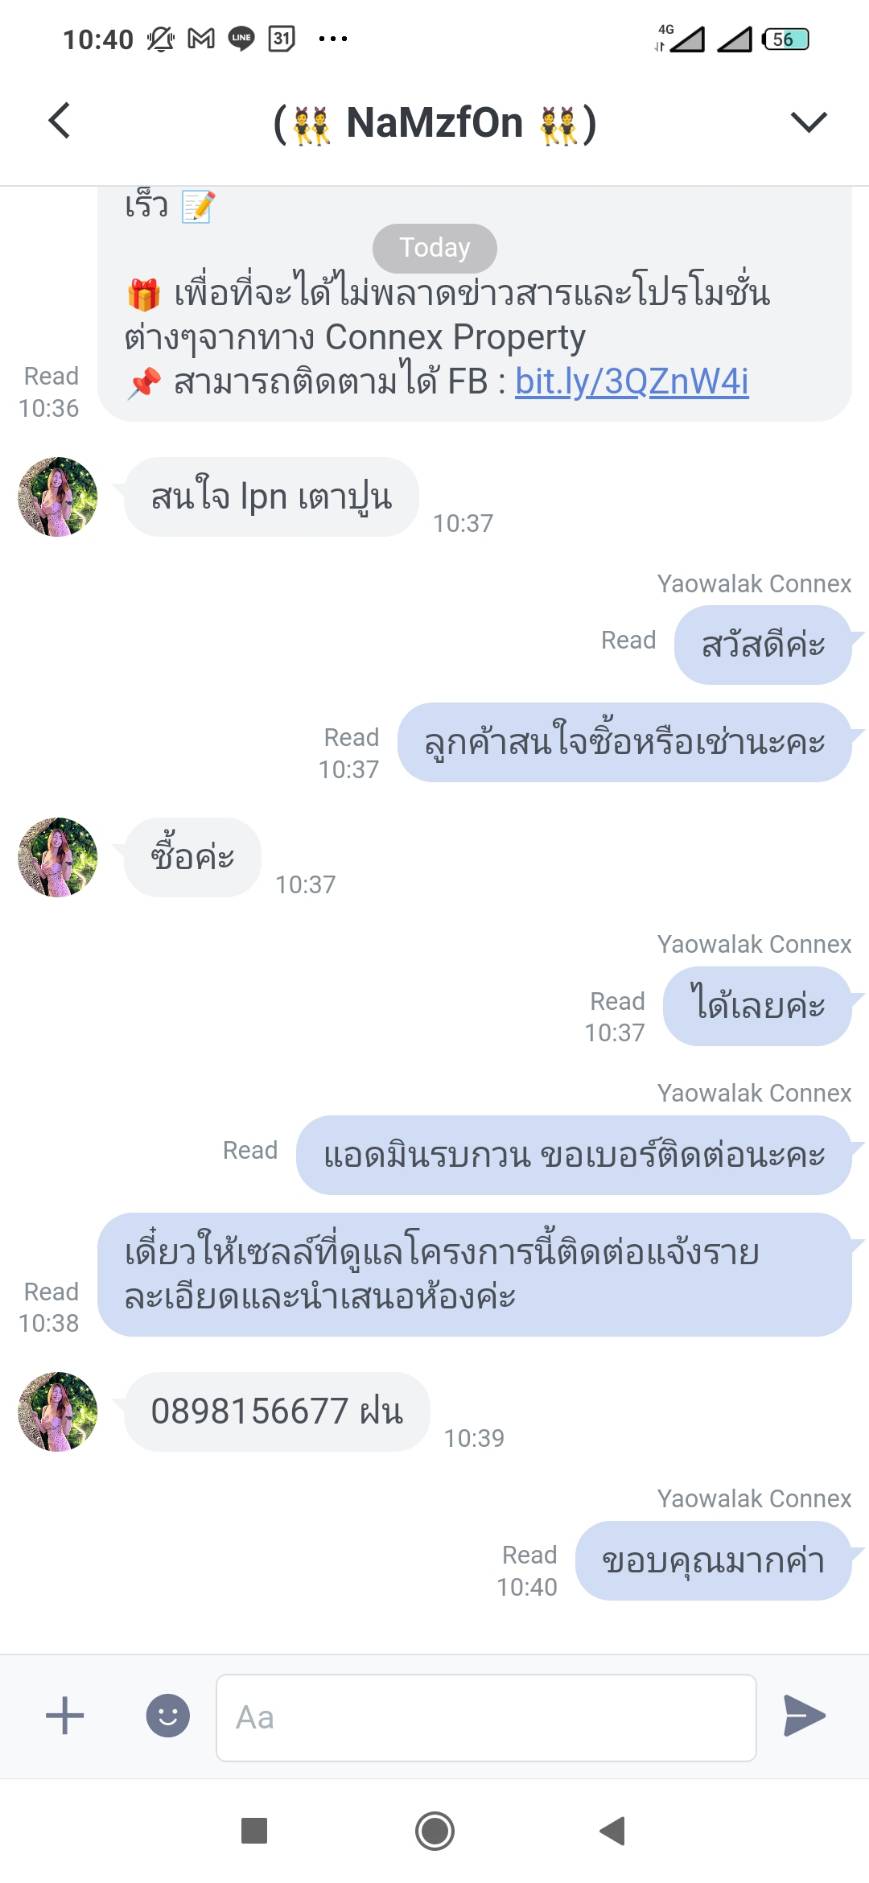 10:40
LINE
31
4G
56
( NaMzfOn )
เร็ว
Today
เพื่อที่จะได้ไม่พลาดข่าวสารและโปรโมชั่น
ต่างๆจากทาง Connex Property
สามารถติดตามได้ FB : bit.ly/3QZnW4i
Read
10:36
สนใจ lpn เตาปูน
10:37
Yaowalak Connex
Read
สวัสดีค่ะ
Read
10:37
ลูกค้าสนใจซิ้อหรือเช่านะคะ
ซื้อค่ะ
10:37
Yaowalak Connex
Read
10:37
ได้เลยค่ะ
Yaowalak Connex
Read
แอดมินรบกวน ขอเบอร์ติดต่อนะคะ
เดี๋ยวให้เซลล์ที่ดูแลโครงการนี้ติดต่อแจ้งราย
ละเอียดและนำเสนอห้องค่ะ
Read
10:38
0898156677 ฝน
10:39
Yaowalak Connex
Read
10:40
ขอบคุณมากค่า
Aa